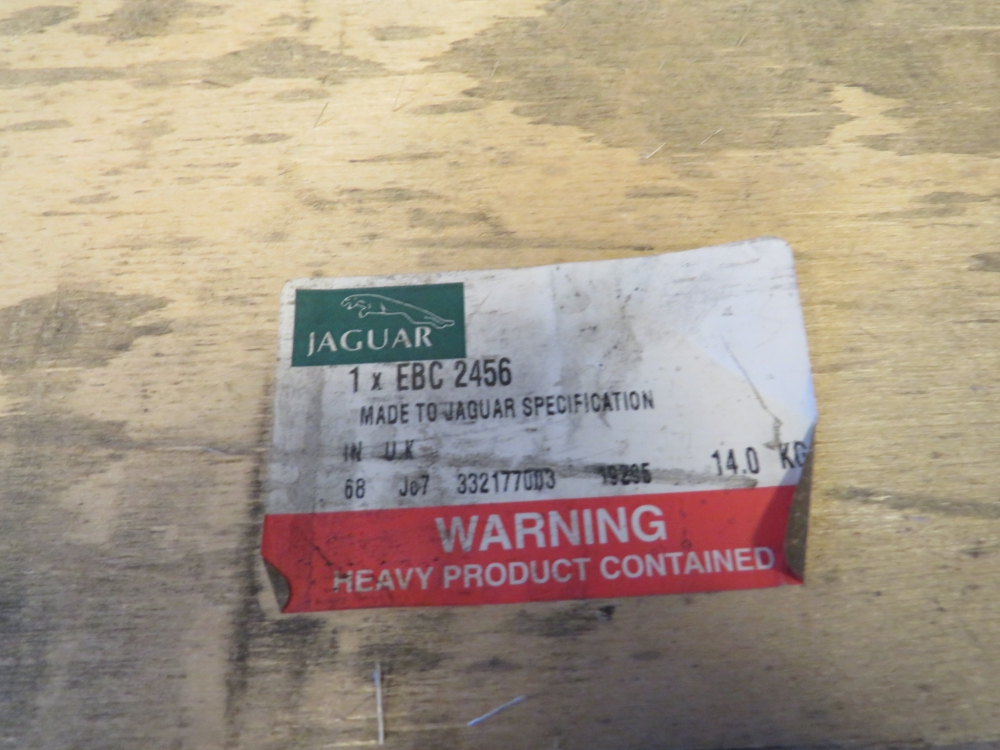 JAGUAR
1 x EBC 2456
MADE TO JAGUAR SPECIFICATION
IN U.K
68 Jo7 332177003 14.0 KG
WARNING
HEAVY PRODUCT CONTAINED